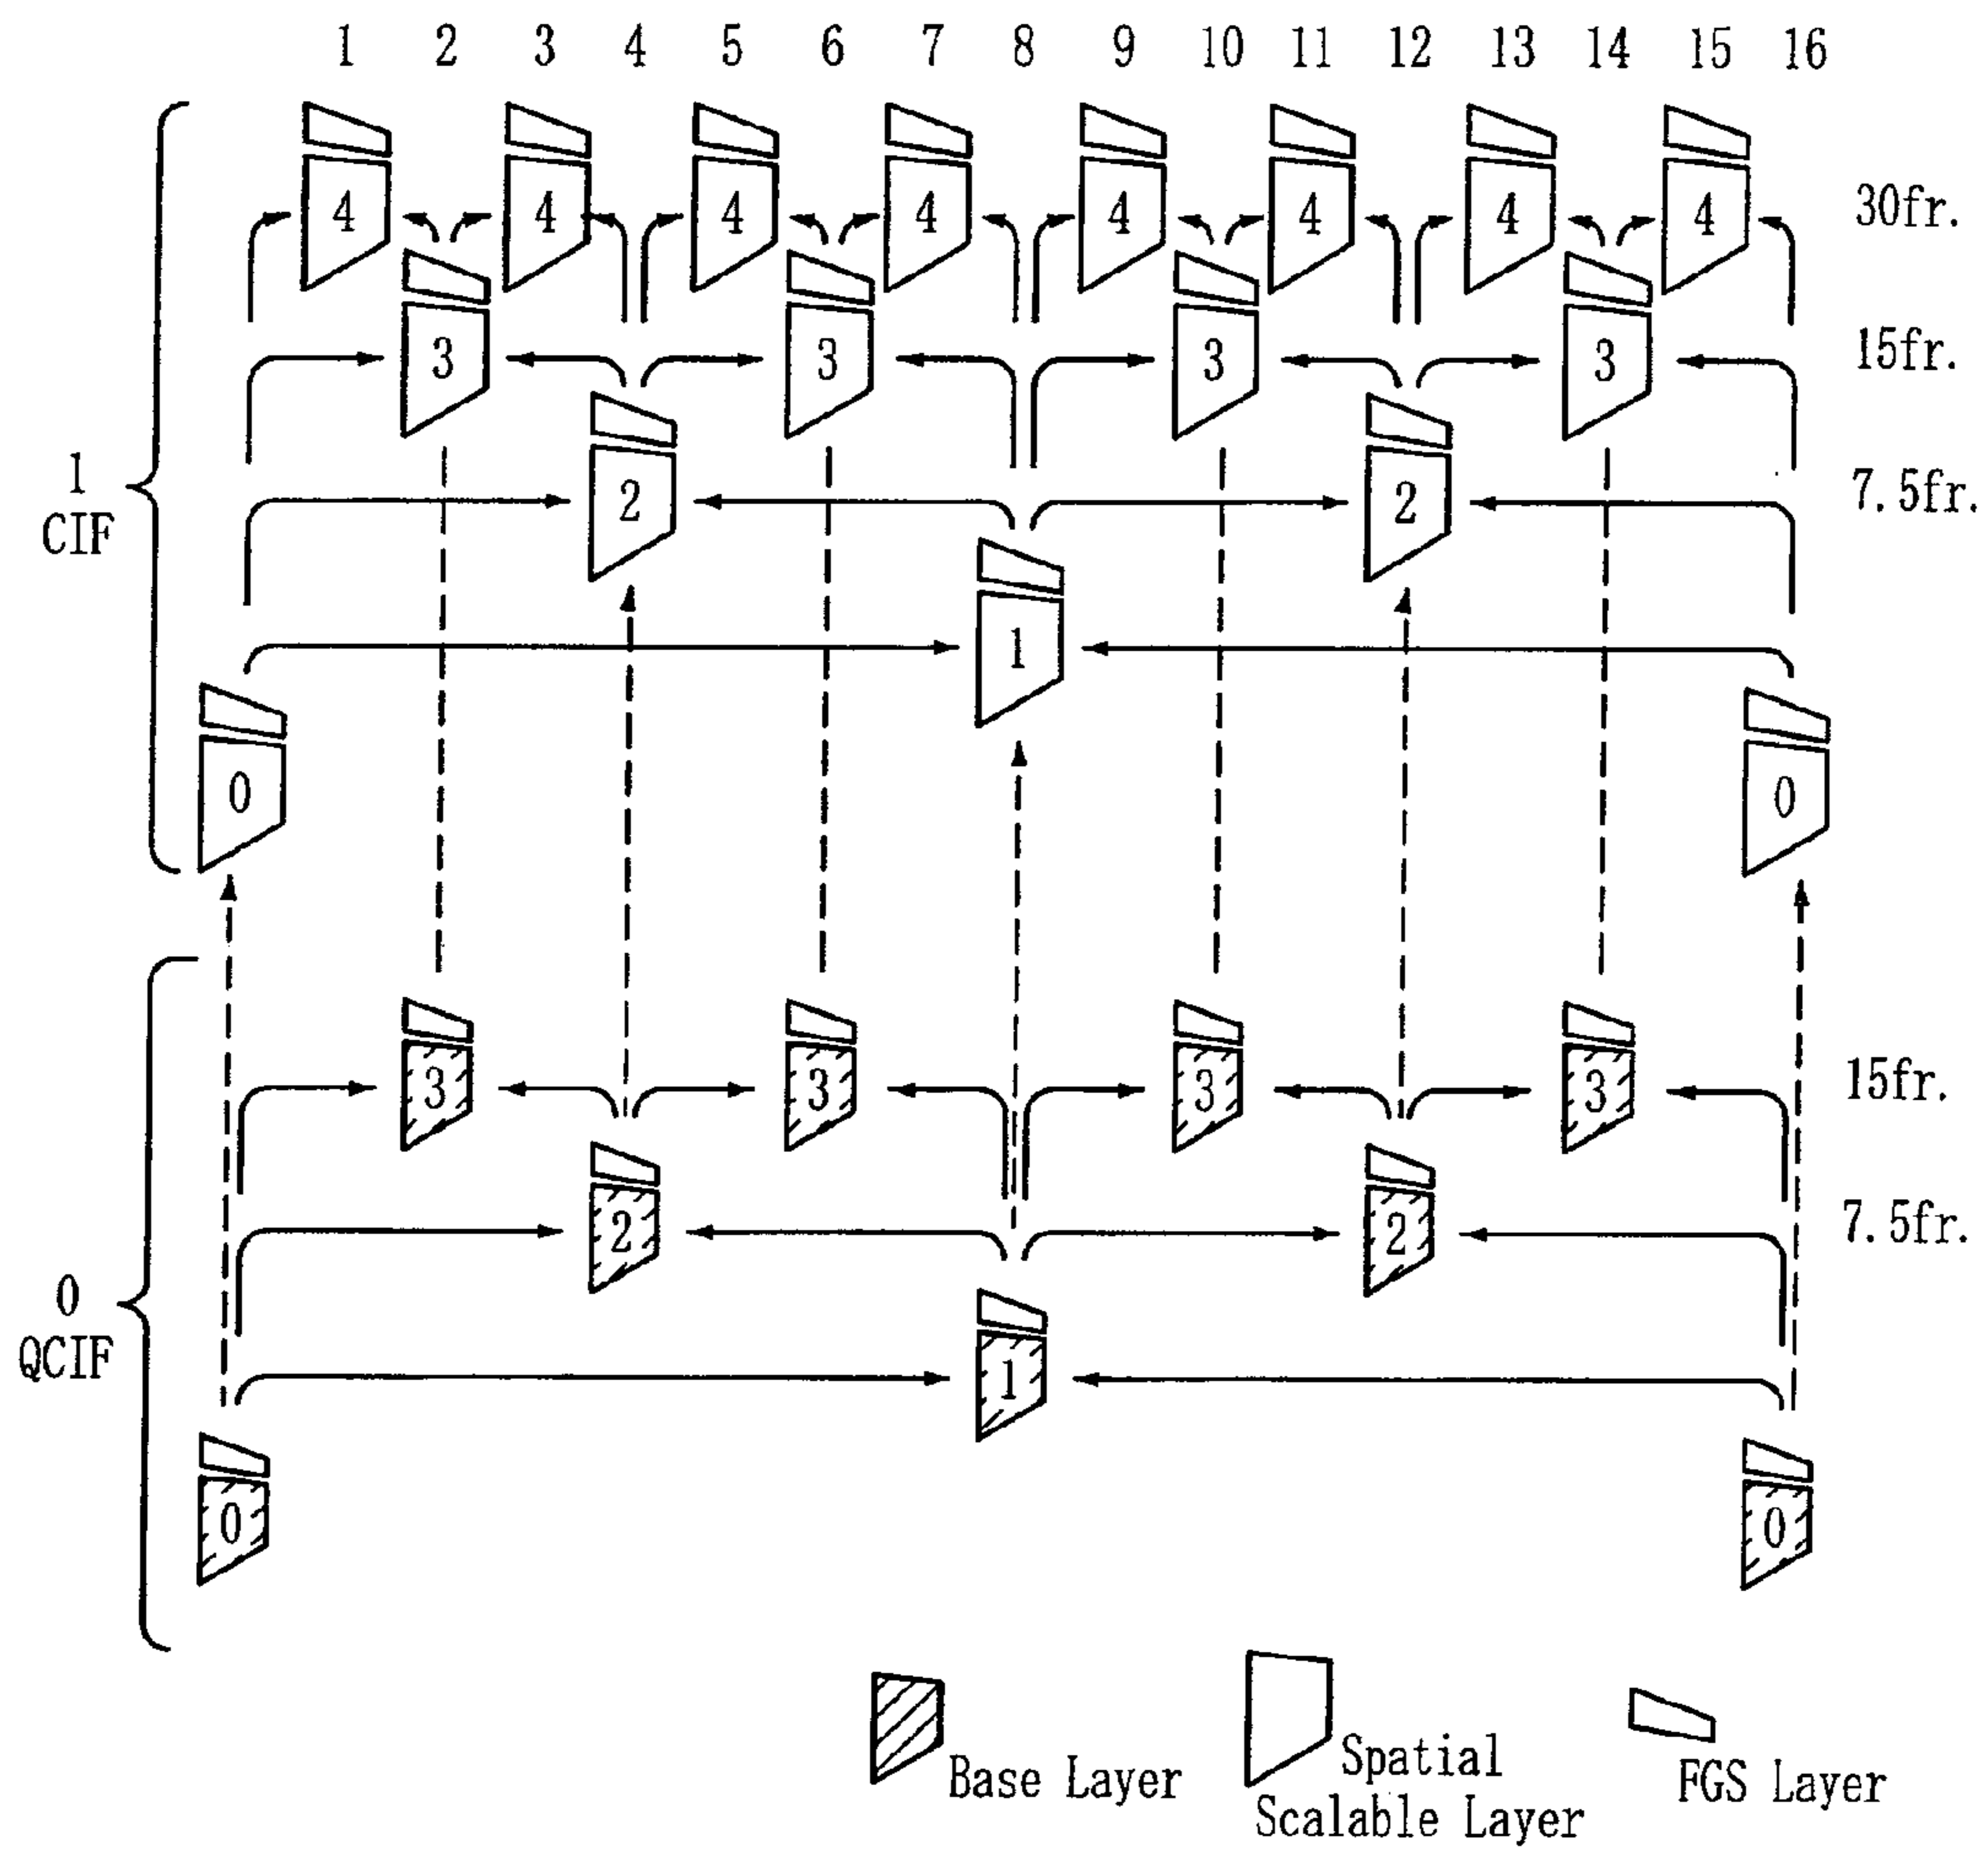 1 2 3 4 5 6 7 8 9 10 11 12 13 14 15 16
4 4 4 4 4 4 4 4 30fr.
3 3 3 3 15fr.
1
CIF
2 2 7.5fr.
1
0 0
3 3 3 3 15fr.
2 2 7.5fr.
0
QCIF
1
0 0
Base Layer
Spatial
Scalable Layer
FGS Layer